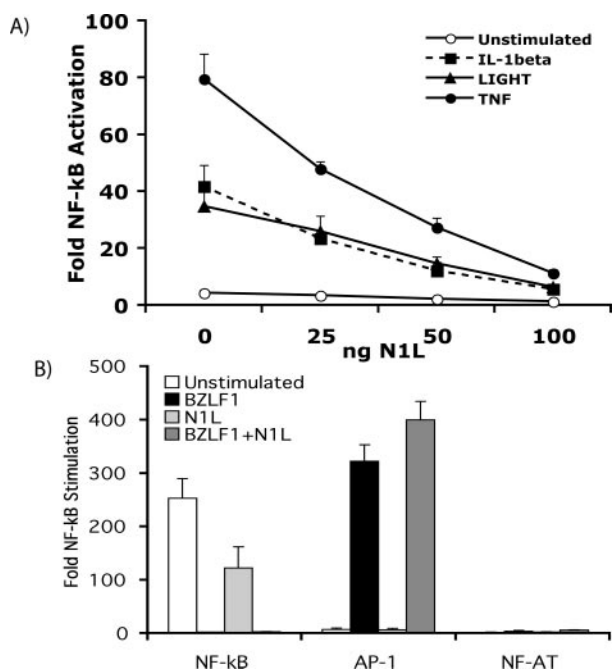 A)
Fold NF-kB Activation
100
80
60
40
20
0
Unstimulated
IL-1beta
LIGHT
TNF
0 25 50 100
ng N1L
B)
Fold NF-kB Stimulation
500
400
300
200
100
0
Unstimulated
BZLF1
N1L
BZLF1+N1L
NF-kB AP-1 NF-AT